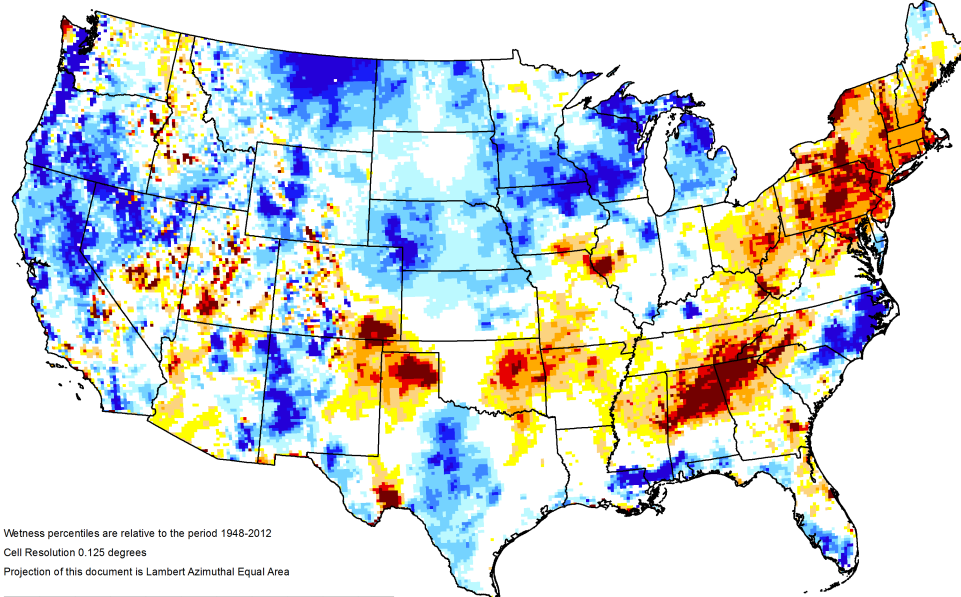 Wetness percentiles are relative to the period 1948-2012
Cell Resolution 0.125 degrees
Projection of this document is Lambert Azimuthal Equal Area